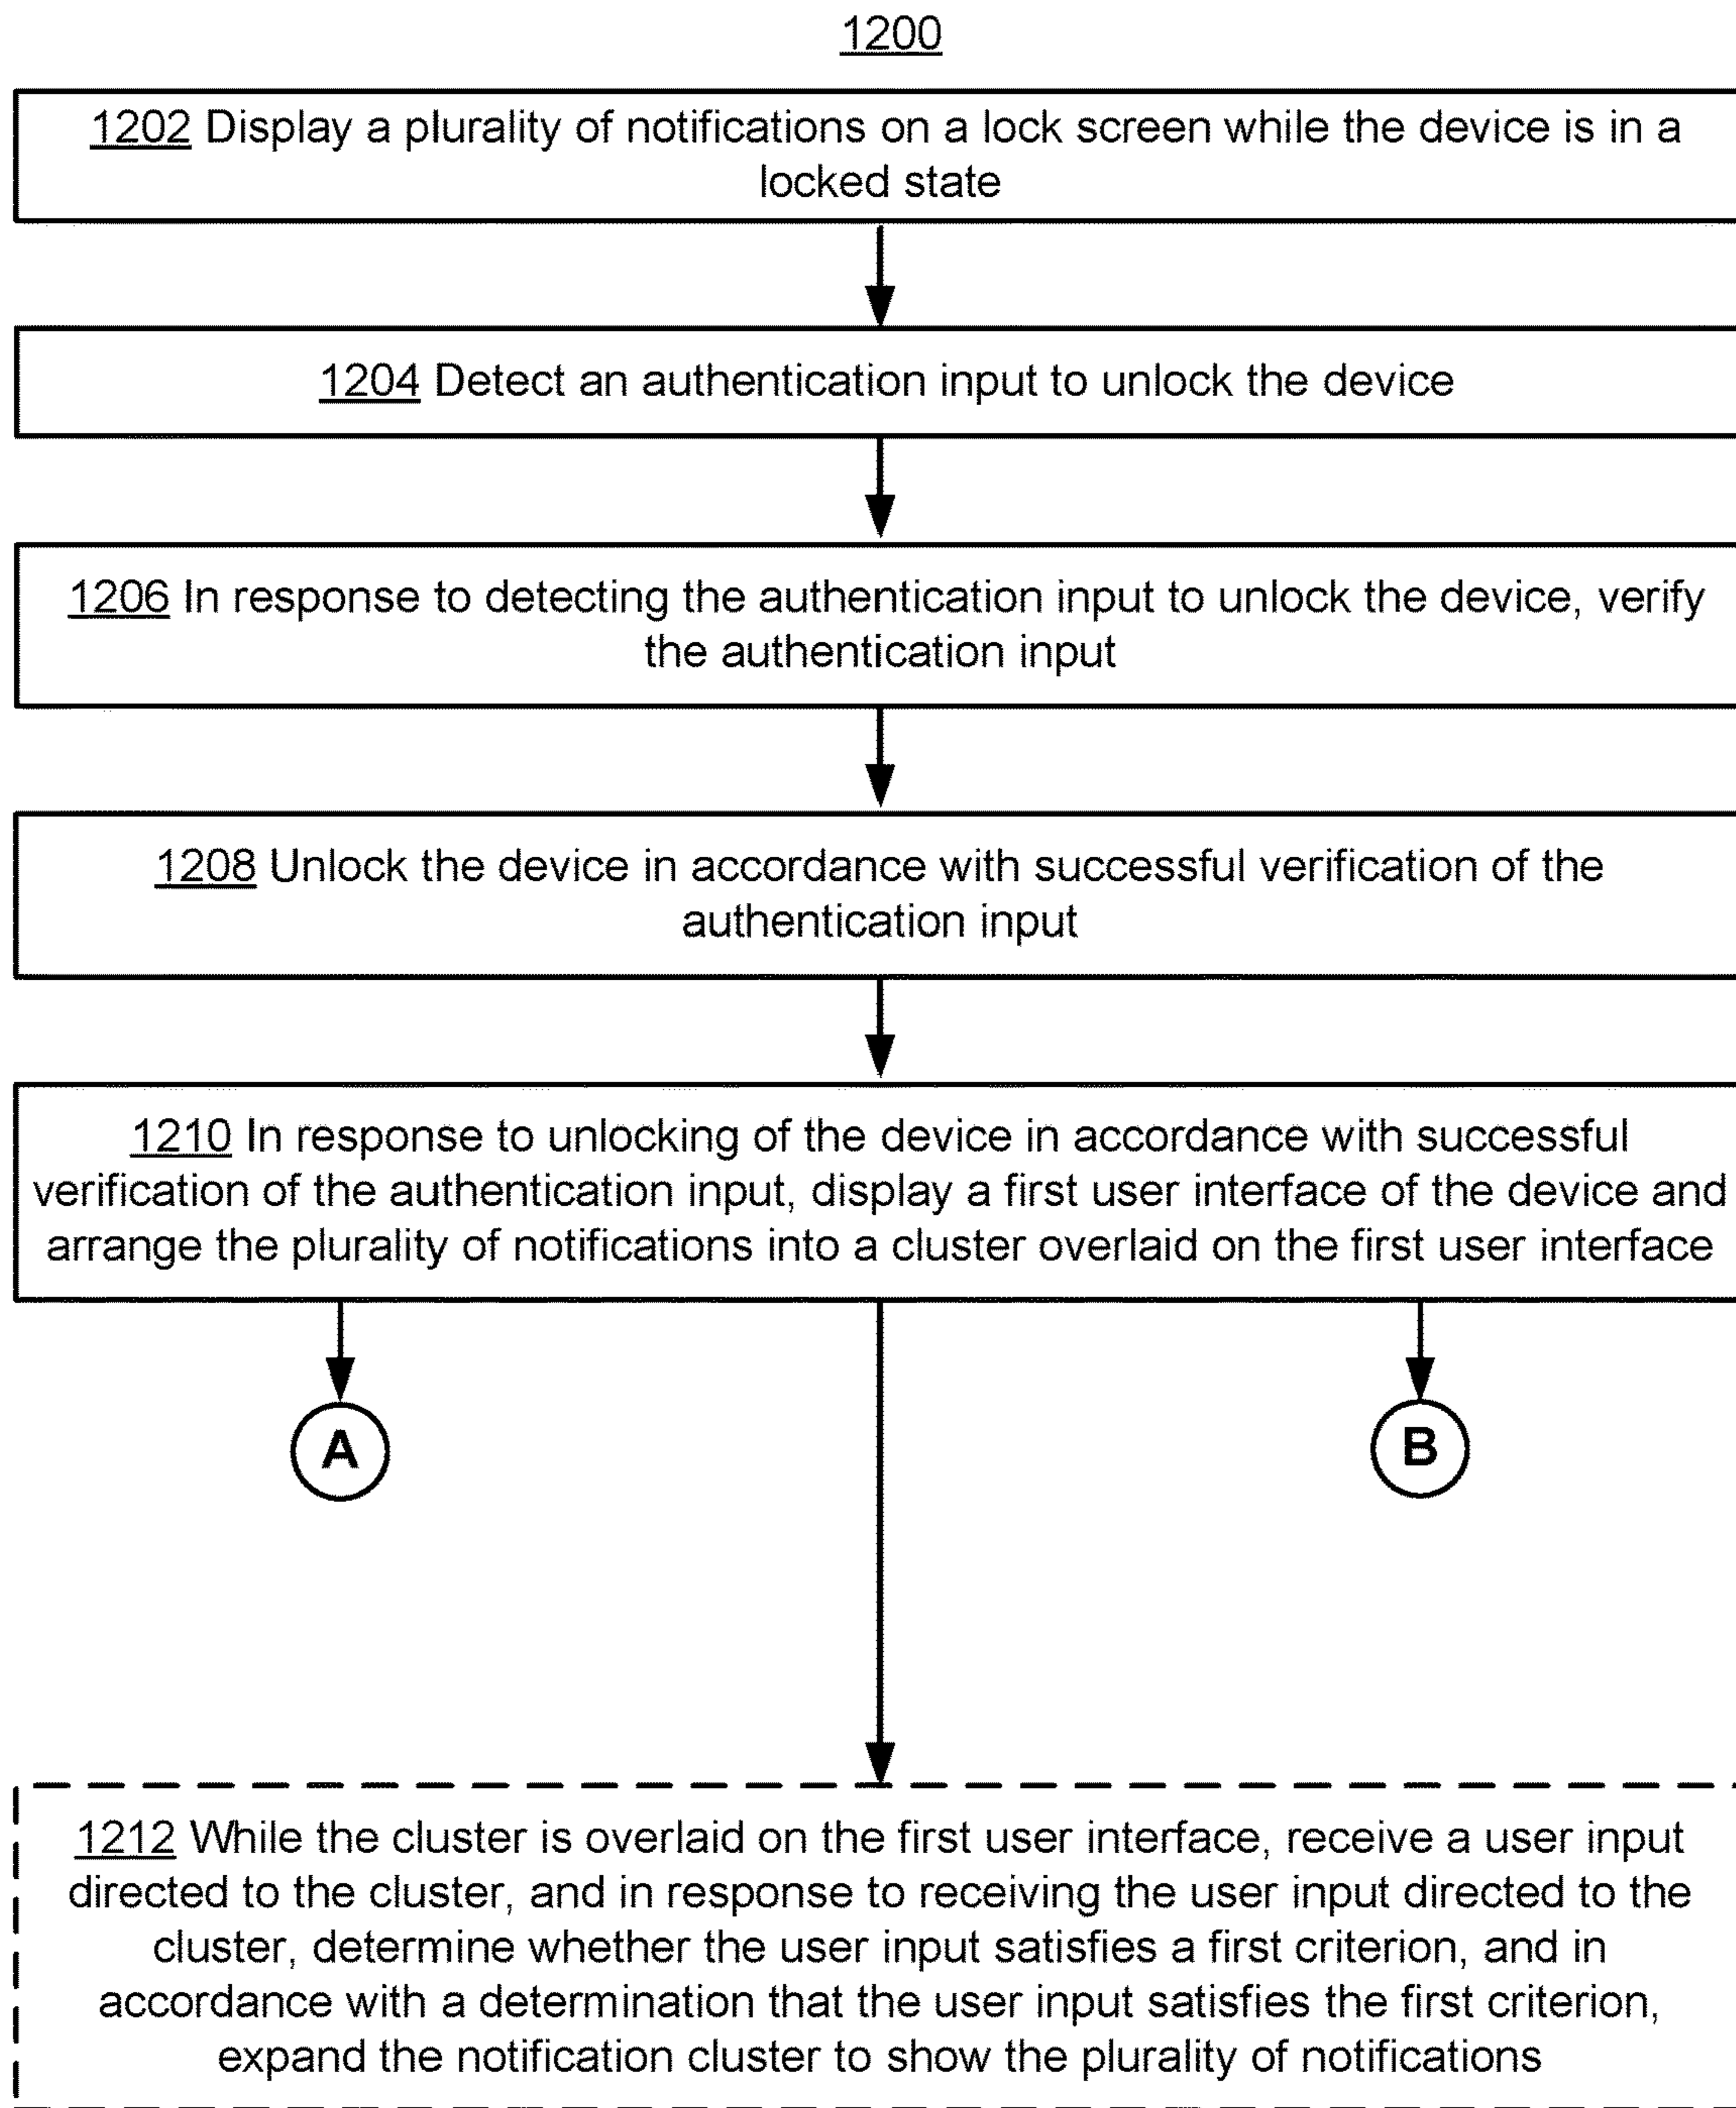 1200
1202 Display a plurality of notifications on a lock screen while the device is in a
locked state
1204 Detect an authentication input to unlock the device
1206 In response to detecting the authentication input to unlock the device, verify
the authentication input
1208 Unlock the device in accordance with successful verification of the
authentication input
1210 In response to unlocking of the device in accordance with successful
verification of the authentication input, display a first user interface of the device and
arrange the plurality of notifications into a cluster overlaid on the first user interface
A
B
1212 While the cluster is overlaid on the first user interface, receive a user input
directed to the cluster, and in response to receiving the user input directed to the
cluster, determine whether the user input satisfies a first criterion, and in
accordance with a determination that the user input satisfies the first criterion,
expand the notification cluster to show the plurality of notifications